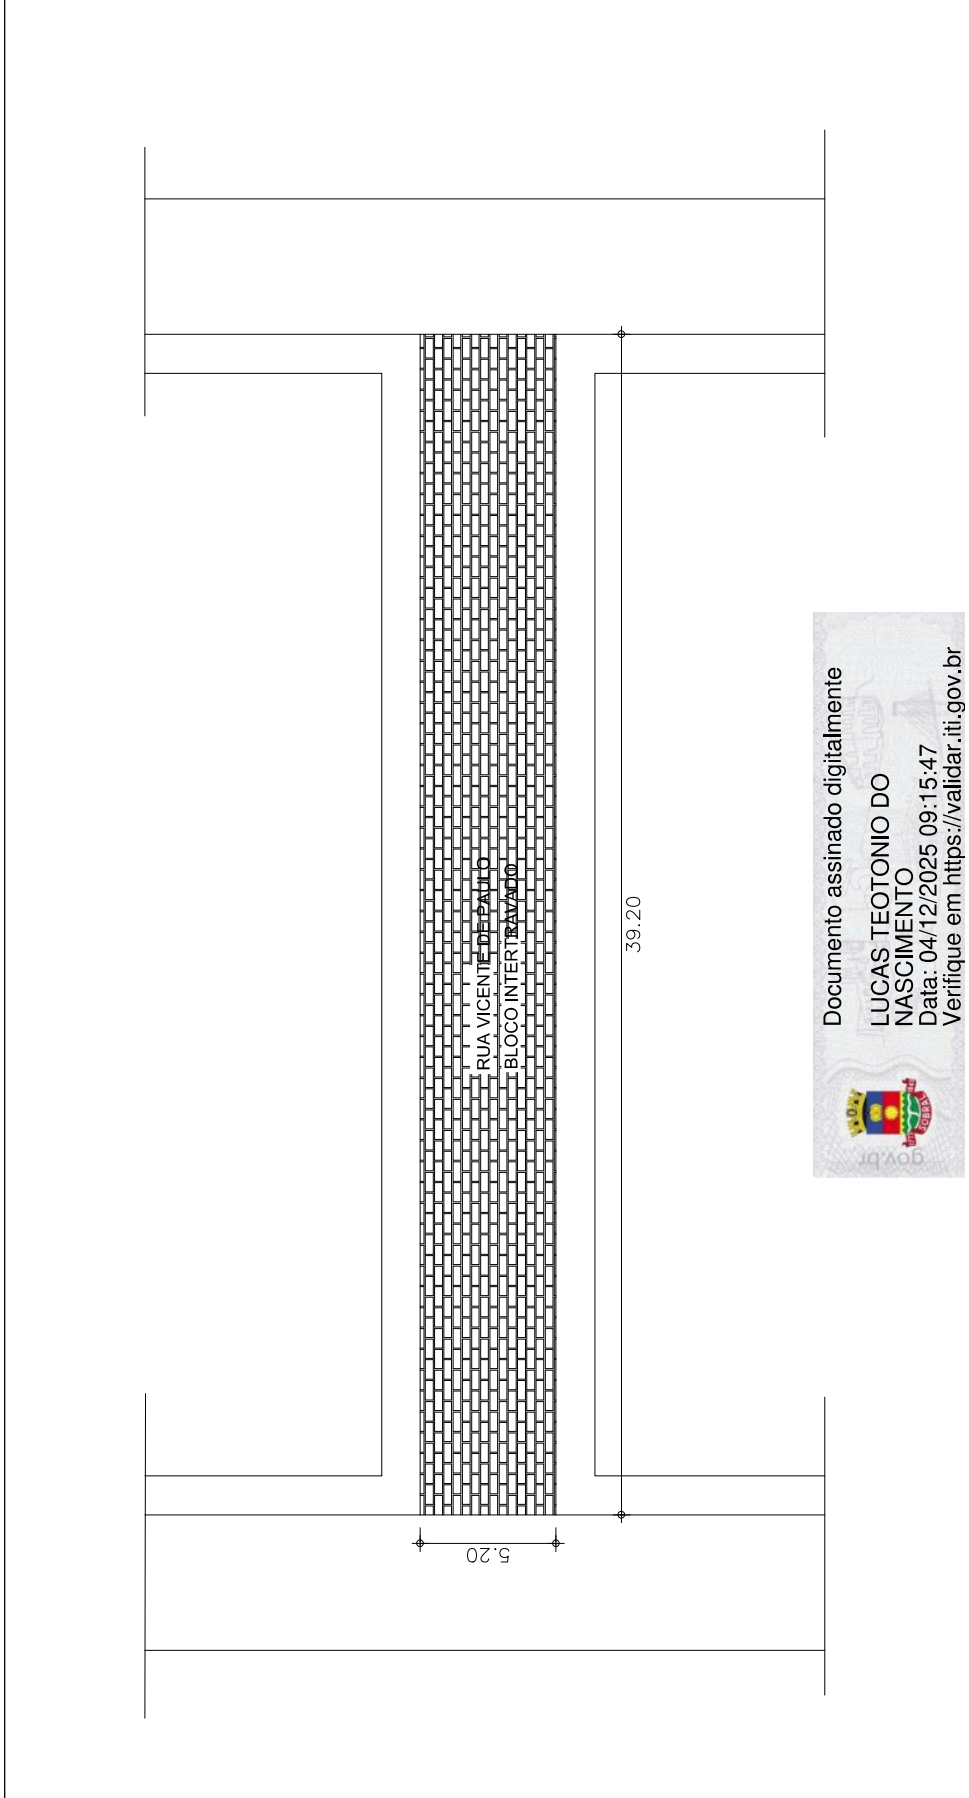 RUA VICENTE DE PAULO
BLOCO INTERTRAVADO
39.20
5.20
Documento assinado digitalmente
LUCAS TEOTONIO DO
NASCIMENTO
Data: 04/12/2025 09:15:47
Verifique em https://validar.iti.gov.br
gov.br
SOBRAL